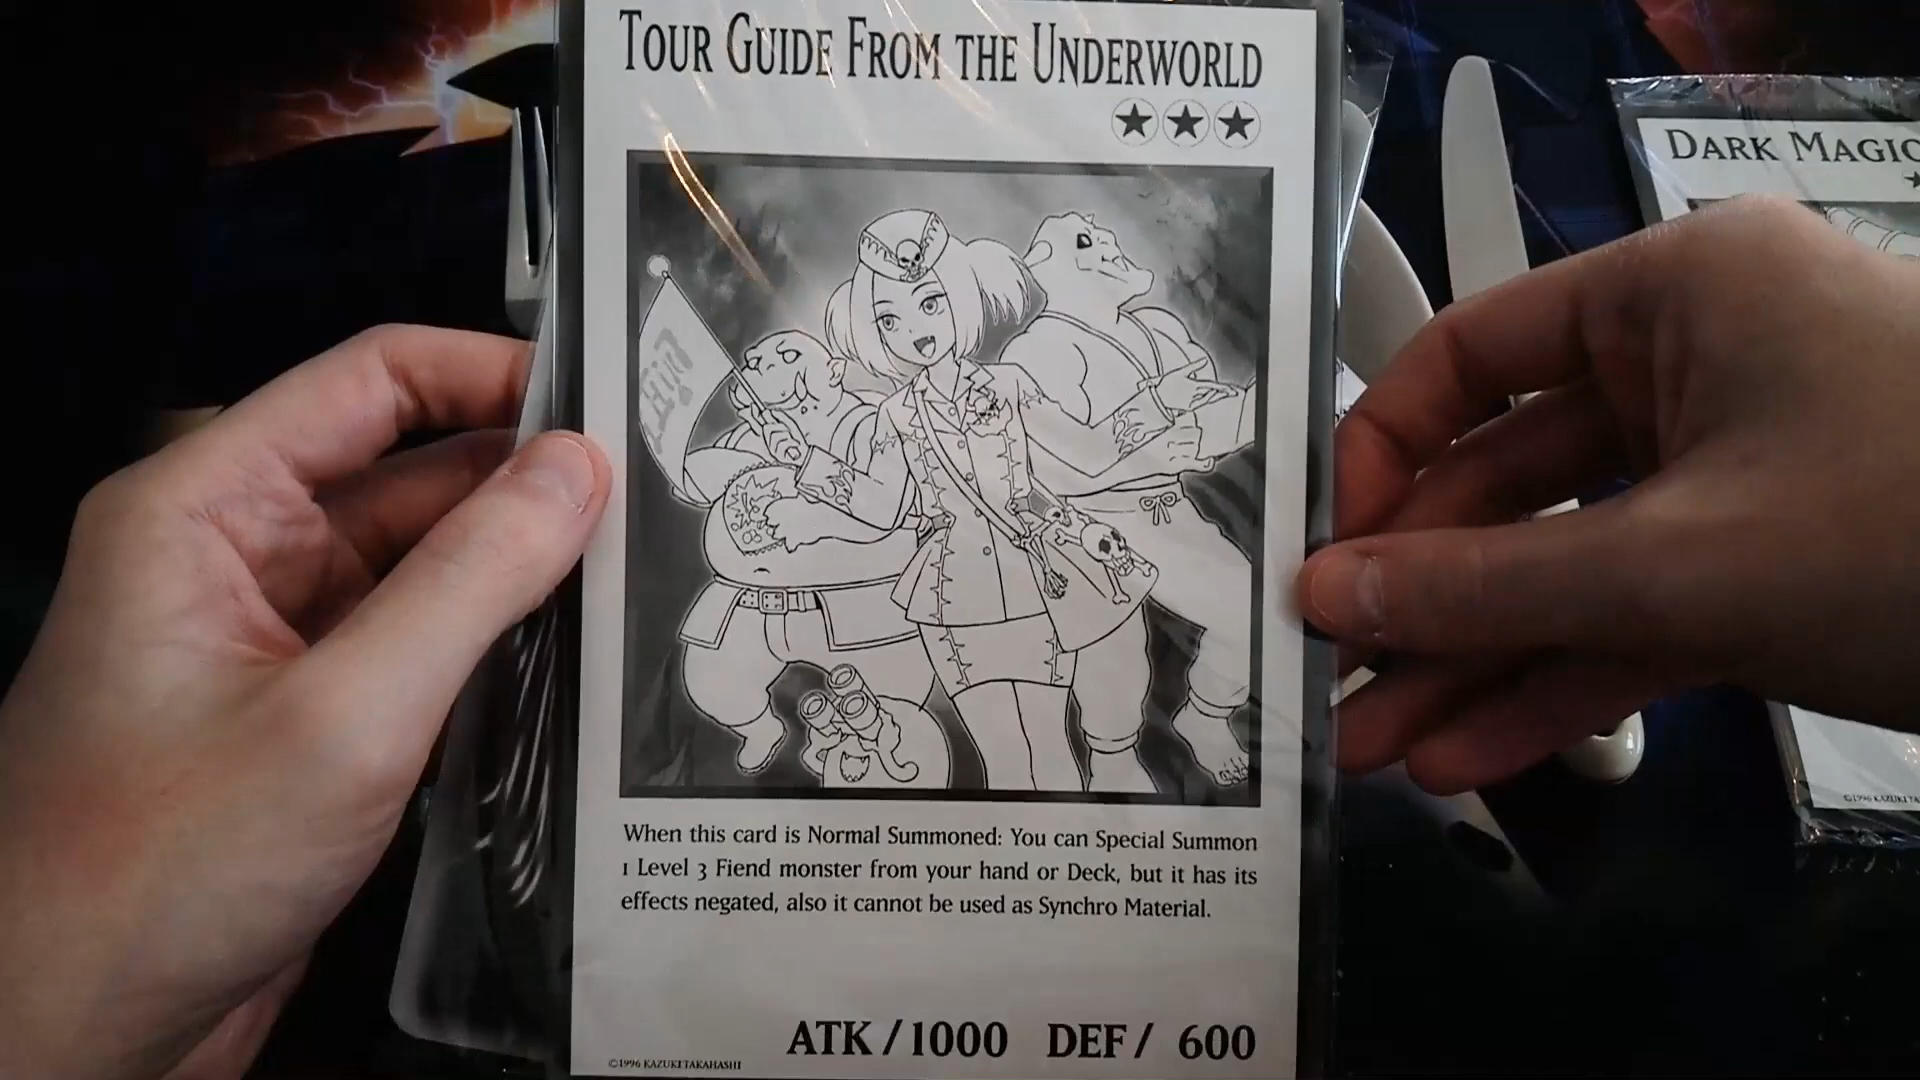 TOUR GUIDE FROM THE UNDERWORLD
When this card is Normal Summoned: You can Special Summon
1 Level 3 Fiend monster from your hand or Deck, but it has its
effects negated, also it cannot be used as Synchro Material.
ATK / 1000 DEF / 600
©1996 KAZUKI TAKAHASHI
DARK MAGIC
©1996 KAZUKI TA